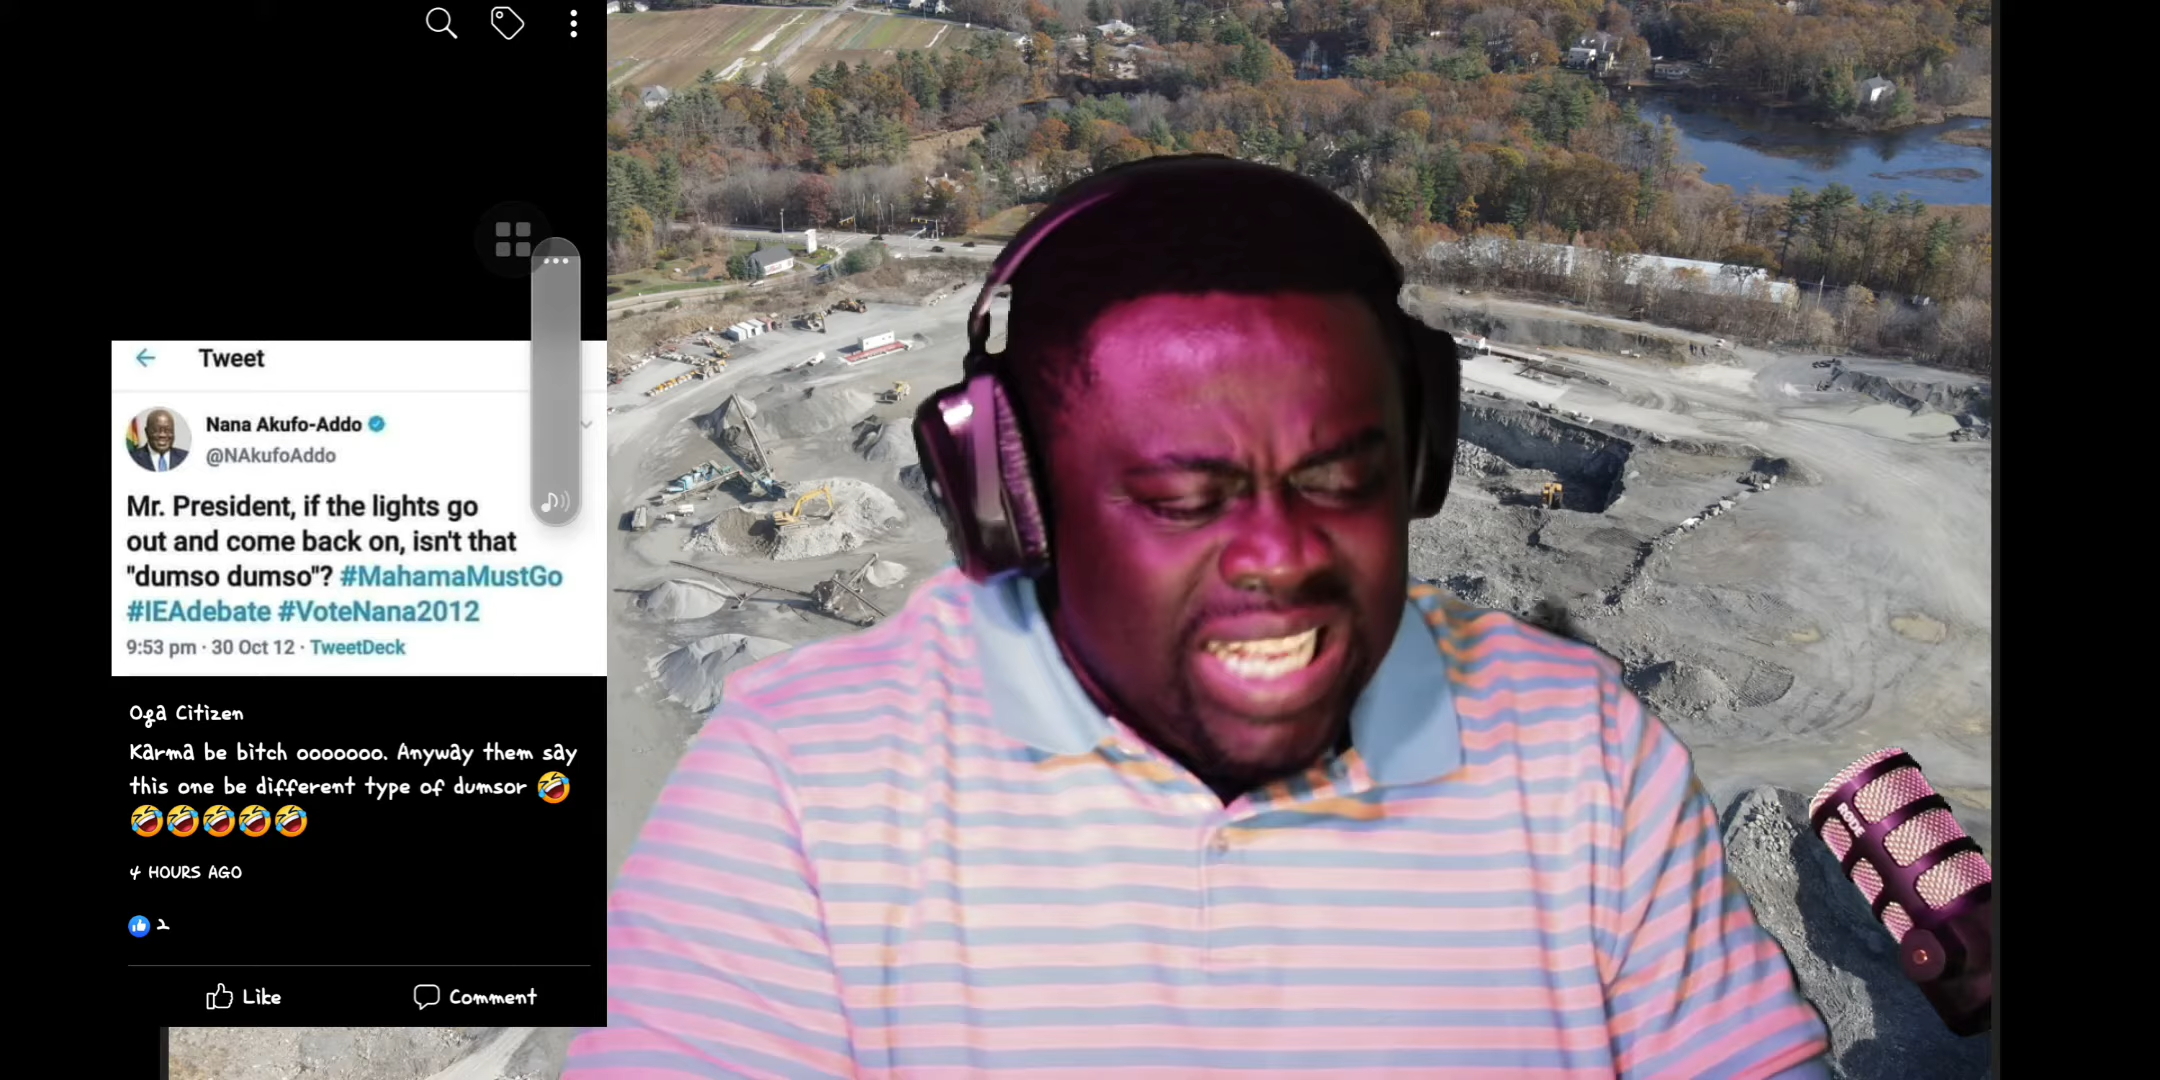 Tweet
Nana Akufo-Addo
@NAkufoAddo
Mr. President, if the lights go
out and come back on, isn't that
"dumso dumso"? #MahamaMustGo
#IEAdebate #VoteNana2012
9:53 pm · 30 Oct 12 · TweetDeck
Oga Citizen
Karma be bitch ooooooo. Anyway them say
this one be different type of dumsor 🤣
🤣🤣🤣🤣🤣
4 HOURS AGO
2
Like
Comment
RODE